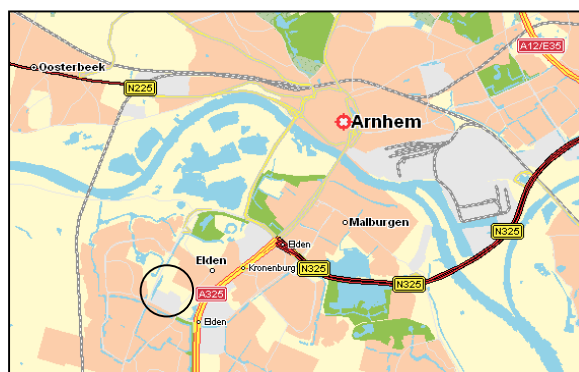 A12/E35
Oosterbeek
N225
Arnhem
Malburgen
N325
Elden
Elden
Kronenburg
N325
N325
A325
Elden